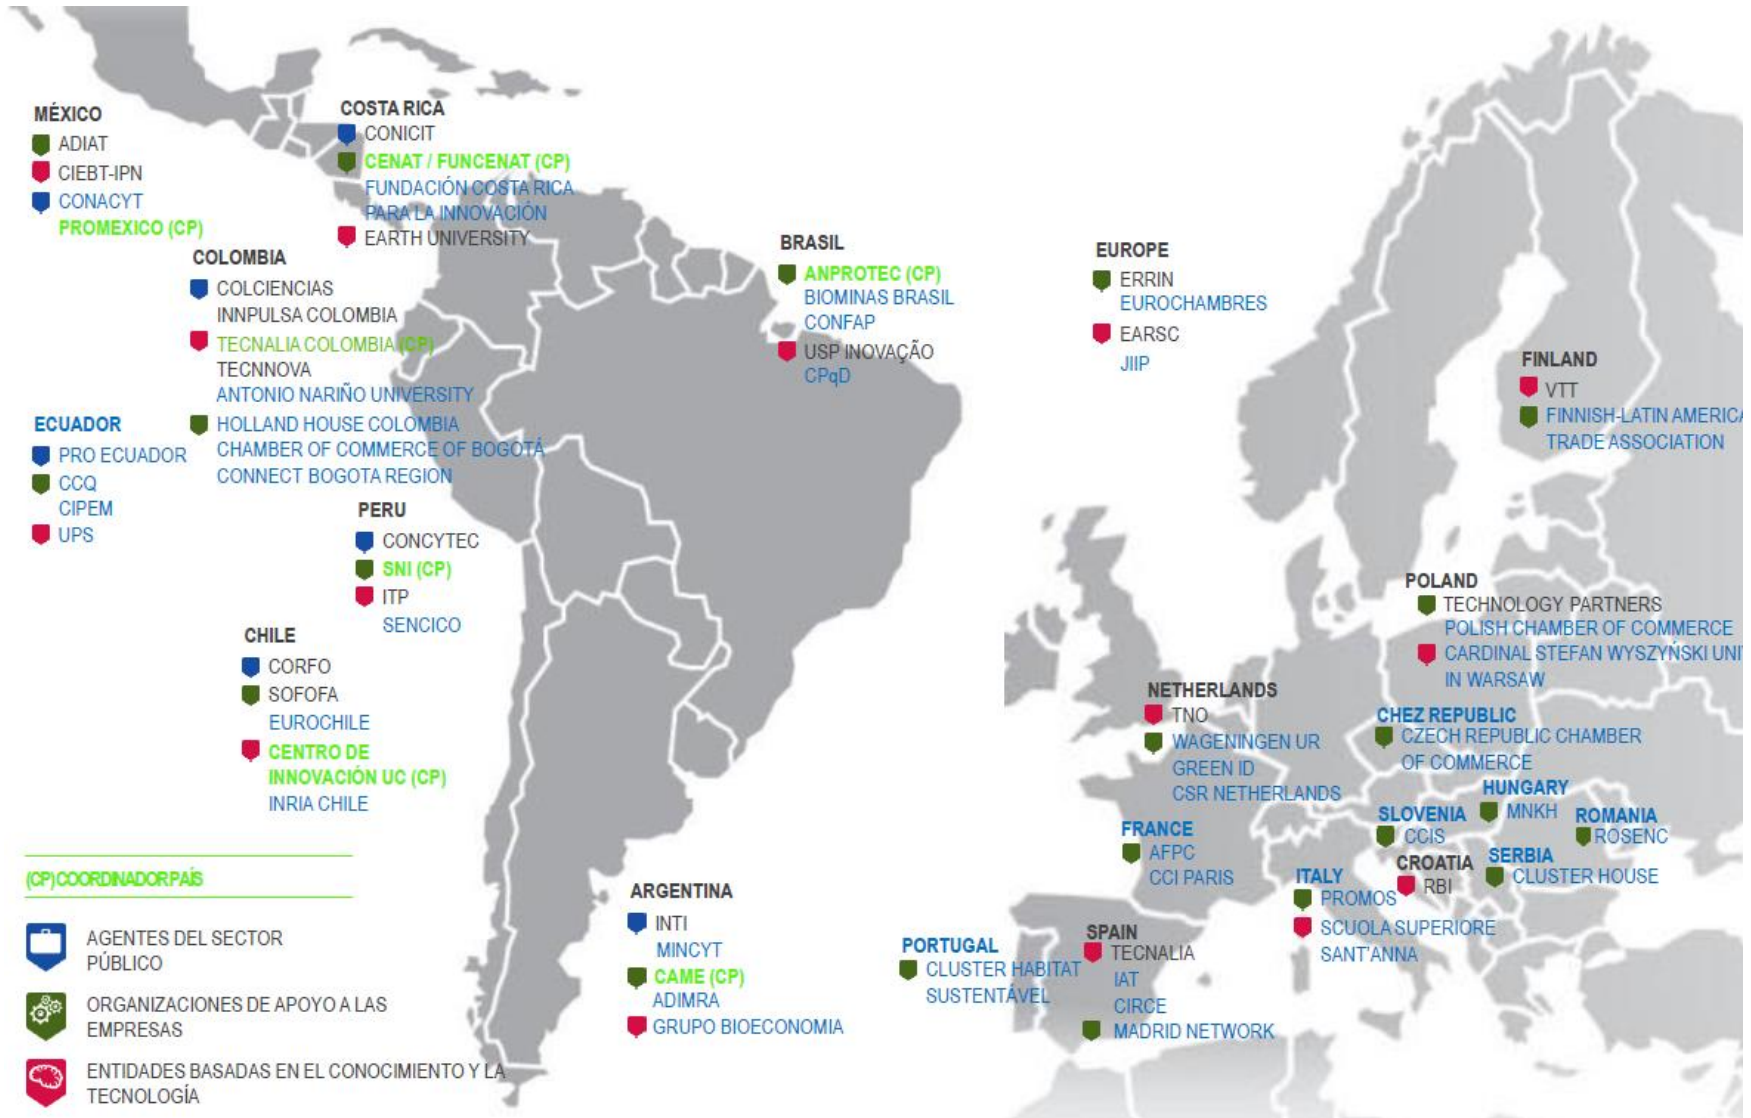 MÉXICO
ADIAT
CIEBT-IPN
CONACYT
PROMEXICO (CP)
COSTA RICA
CONICIT
CENAT / FUNCENAT (CP)
FUNDACIÓN COSTA RICA
PARA LA INNOVACIÓN
EARTH UNIVERSITY
COLOMBIA
COLCIENCIAS
INNPULSA COLOMBIA
TECNALIA COLOMBIA (CP)
TECNNOVA
ANTONIO NARIÑO UNIVERSITY
HOLLAND HOUSE COLOMBIA
CHAMBER OF COMMERCE OF BOGOTÁ
CONNECT BOGOTA REGION
ECUADOR
PRO ECUADOR
CCQ
CIPEM
UPS
PERU
CONCYTEC
SNI (CP)
ITP
SENCICO
CHILE
CORFO
SOFOFA
EUROCHILE
CENTRO DE
INNOVACIÓN UC (CP)
INRIA CHILE
BRASIL
ANPROTEC (CP)
BIOMINAS BRASIL
CONFAP
USP INOVAÇÃO
CPqD
ARGENTINA
INTI
MINCYT
CAME (CP)
ADIMRA
GRUPO BIOECONOMIA
EUROPE
ERRIN
EUROCHAMBRES
EARSC
JIIP
FINLAND
VTT
FINNISH-LATIN AMERICA
TRADE ASSOCIATION
POLAND
TECHNOLOGY PARTNERS
POLISH CHAMBER OF COMMERCE
CARDINAL STEFAN WYSZYŃSKI UNI
IN WARSAW
NETHERLANDS
TNO
WAGENINGEN UR
GREEN ID
CSR NETHERLANDS
CHEZ REPUBLIC
CZECH REPUBLIC CHAMBER
OF COMMERCE
HUNGARY
MNKH
ROMANIA
ROSENC
SLOVENIA
CCIS
SERBIA
CLUSTER HOUSE
CROATIA
RBI
FRANCE
AFPC
CCI PARIS
ITALY
PROMOS
SCUOLA SUPERIORE
SANT'ANNA
PORTUGAL
CLUSTER HABITAT
SUSTENTÁVEL
SPAIN
TECNALIA
IAT
CIRCE
MADRID NETWORK
(CP) COORDINADOR PAÍS
AGENTES DEL SECTOR
PÚBLICO
ORGANIZACIONES DE APOYO A LAS
EMPRESAS
ENTIDADES BASADAS EN EL CONOCIMIENTO Y LA
TECNOLOGÍA